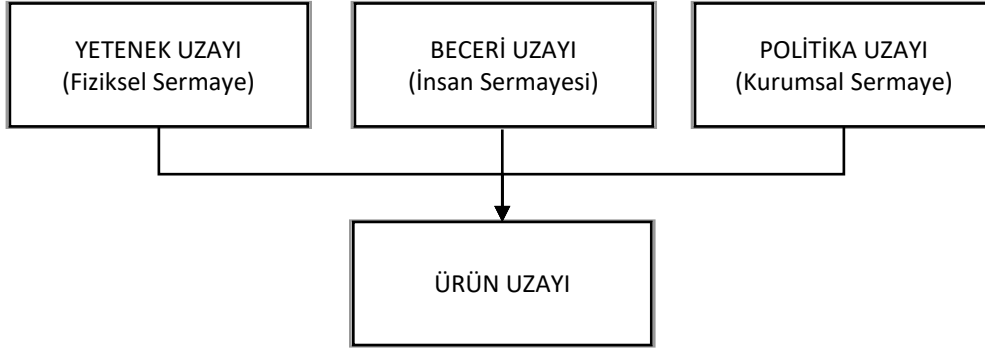 YETENEK UZAYI
(Fiziksel Sermaye)
BECERİ UZAYI
(İnsan Sermayesi)
POLİTİKA UZAYI
(Kurumsal Sermaye)
ÜRÜN UZAYI